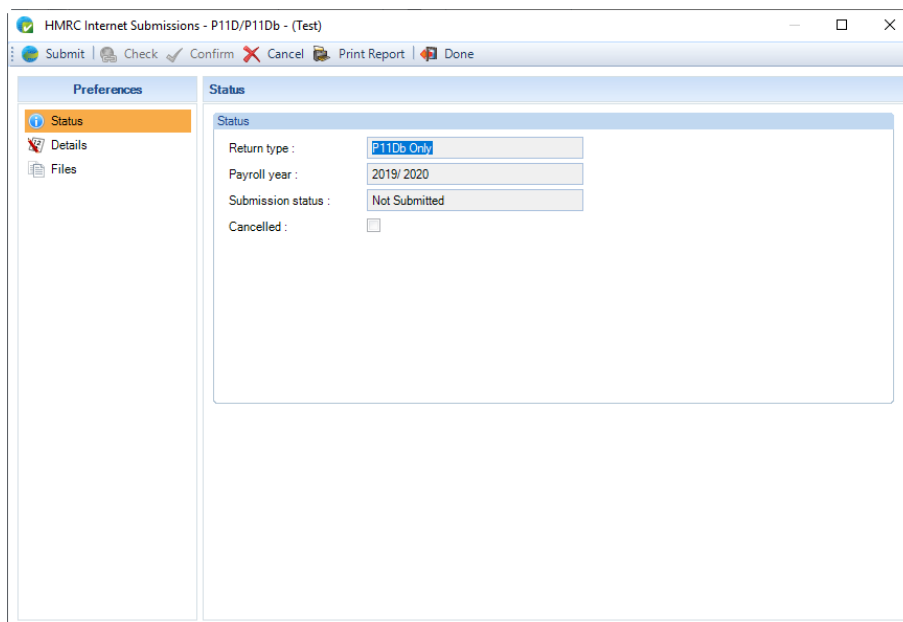 HMRC Internet Submissions - P11D/P11Db - (Test)
Submit Check Confirm Cancel Print Report Done
Preferences
Status
Details
Files
Status
Status
Return type : P11Db Only
Payroll year : 2019/ 2020
Submission status : Not Submitted
Cancelled :